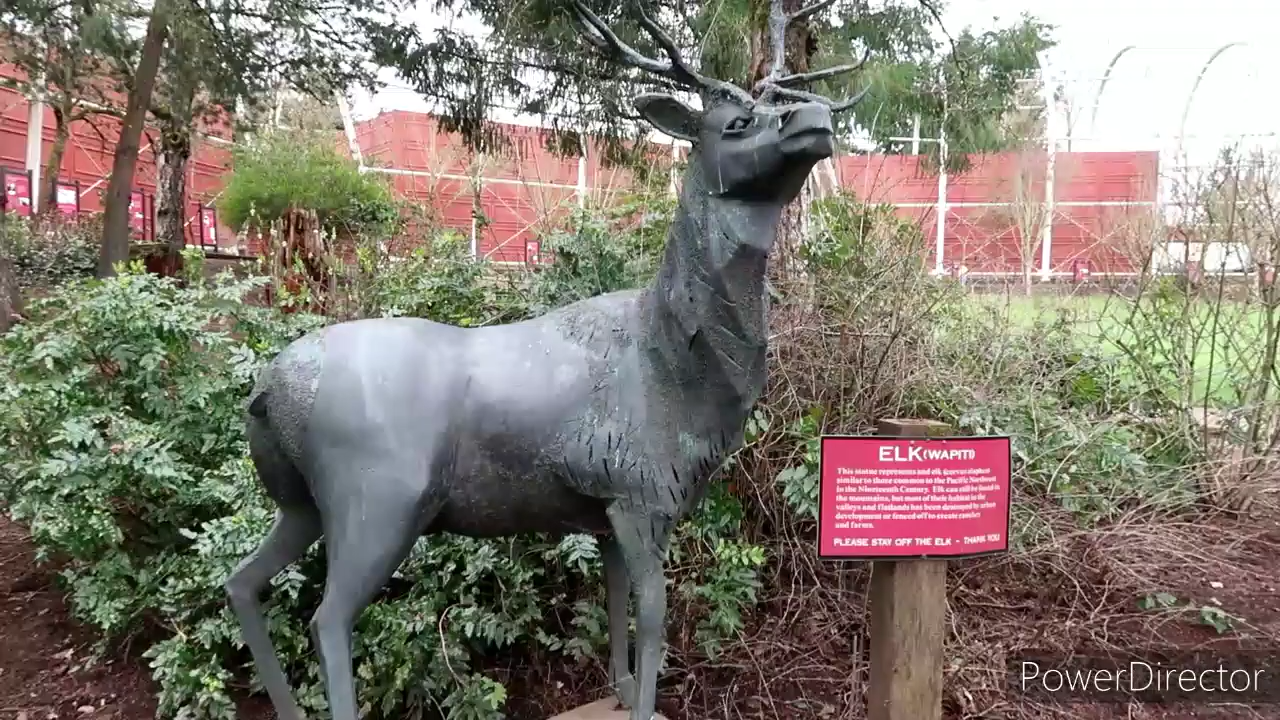 ELK (WAPITI)
This statue represents and elk (cervus elaphus)
similar to those common to the Pacific Northwest
in the Nineteenth Century. Elk can still be found in
the mountains, but most of their habitat in the
valleys and flatlands has been destroyed by urban
development or fenced off to create ranches
and farms.
PLEASE STAY OFF THE ELK - THANK YOU
PowerDirector